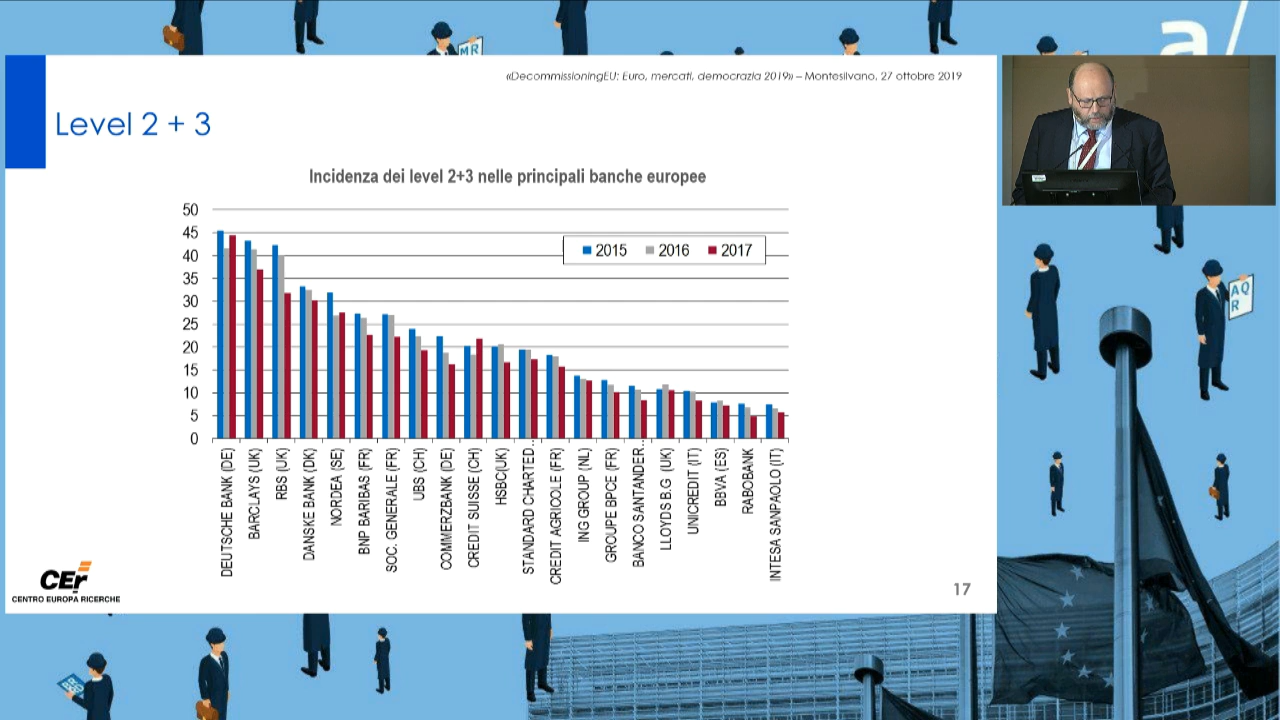 MR
a/
«DecommissioningEU: Euro, mercati, democrazia 2019» – Montesilvano, 27 ottobre 2019
Level 2 + 3
Incidenza dei level 2+3 nelle principali banche europee
50
45
40
35
30
25
20
15
10
5
0
2015 2016 2017
DEUTSCHE BANK (DE)
BARCLAYS (UK)
RBS (UK)
DANSKE BANK (DK)
NORDEA (SE)
BNP BARIBAS (FR)
SOC. GENERALE (FR)
UBS (CH)
COMMERZBANK (DE)
CREDIT SUISSE (CH)
HSBC(UK)
STANDARD CHARTED…
CREDIT AGRICOLE (FR)
ING GROUP (NL)
GROUPE BPCE (FR)
BANCO SANTANDER…
LLOYDS B.G (UK)
UNICREDIT (IT)
BBVA (ES)
RABOBANK
INTESA SANPAOLO (IT)
AQ
R
CEr
CENTRO EUROPA RICERCHE
17